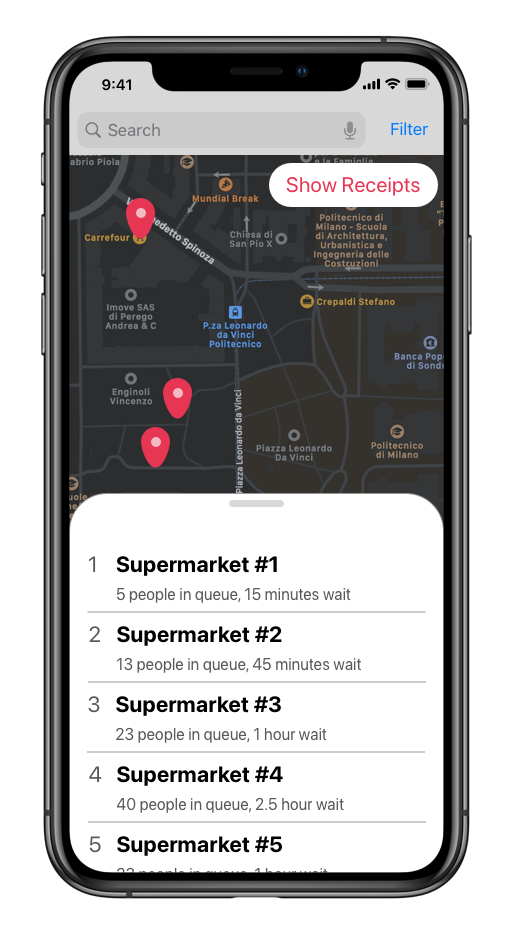 9:41
Search
Filter
abrio Piola
e la Famiglia
Show Receipts
Mundial Break
Benedetto Spinoza
Carrefour
Chiesa di
San Pio X
Politecnico di
Milano - Scuola
di Architettura,
Urbanistica e
Ingegneria delle
Costruzioni
Imove SAS
di Perego
Andrea & C
Crepaldi Stefano
P.za Leonardo
da Vinci
Politecnico
Banca Pop
di Sond
Enginoli
Vincenzo
Piazza Leonardo da Vinci
Piazza Leonardo
Da Vinci
Politecnico
di Milano
uole
1 Supermarket #1
5 people in queue, 15 minutes wait
2 Supermarket #2
13 people in queue, 45 minutes wait
3 Supermarket #3
23 people in queue, 1 hour wait
4 Supermarket #4
40 people in queue, 2.5 hour wait
5 Supermarket #5